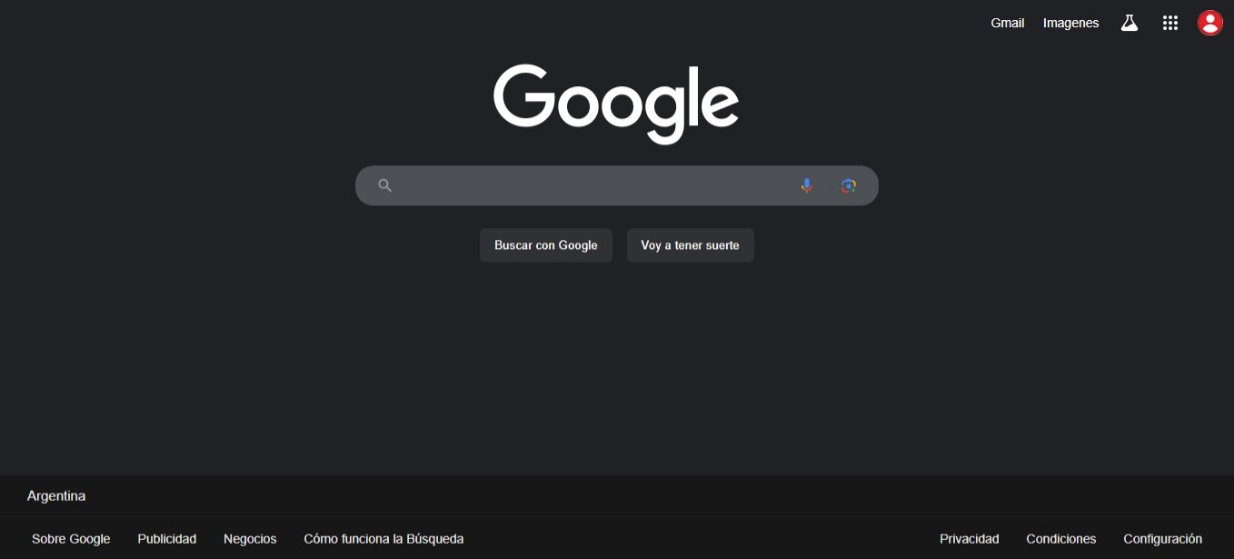 Gmail Imagenes
Google
Buscar con Google Voy a tener suerte
Argentina
Sobre Google Publicidad Negocios Cómo funciona la Búsqueda Privacidad Condiciones Configuración